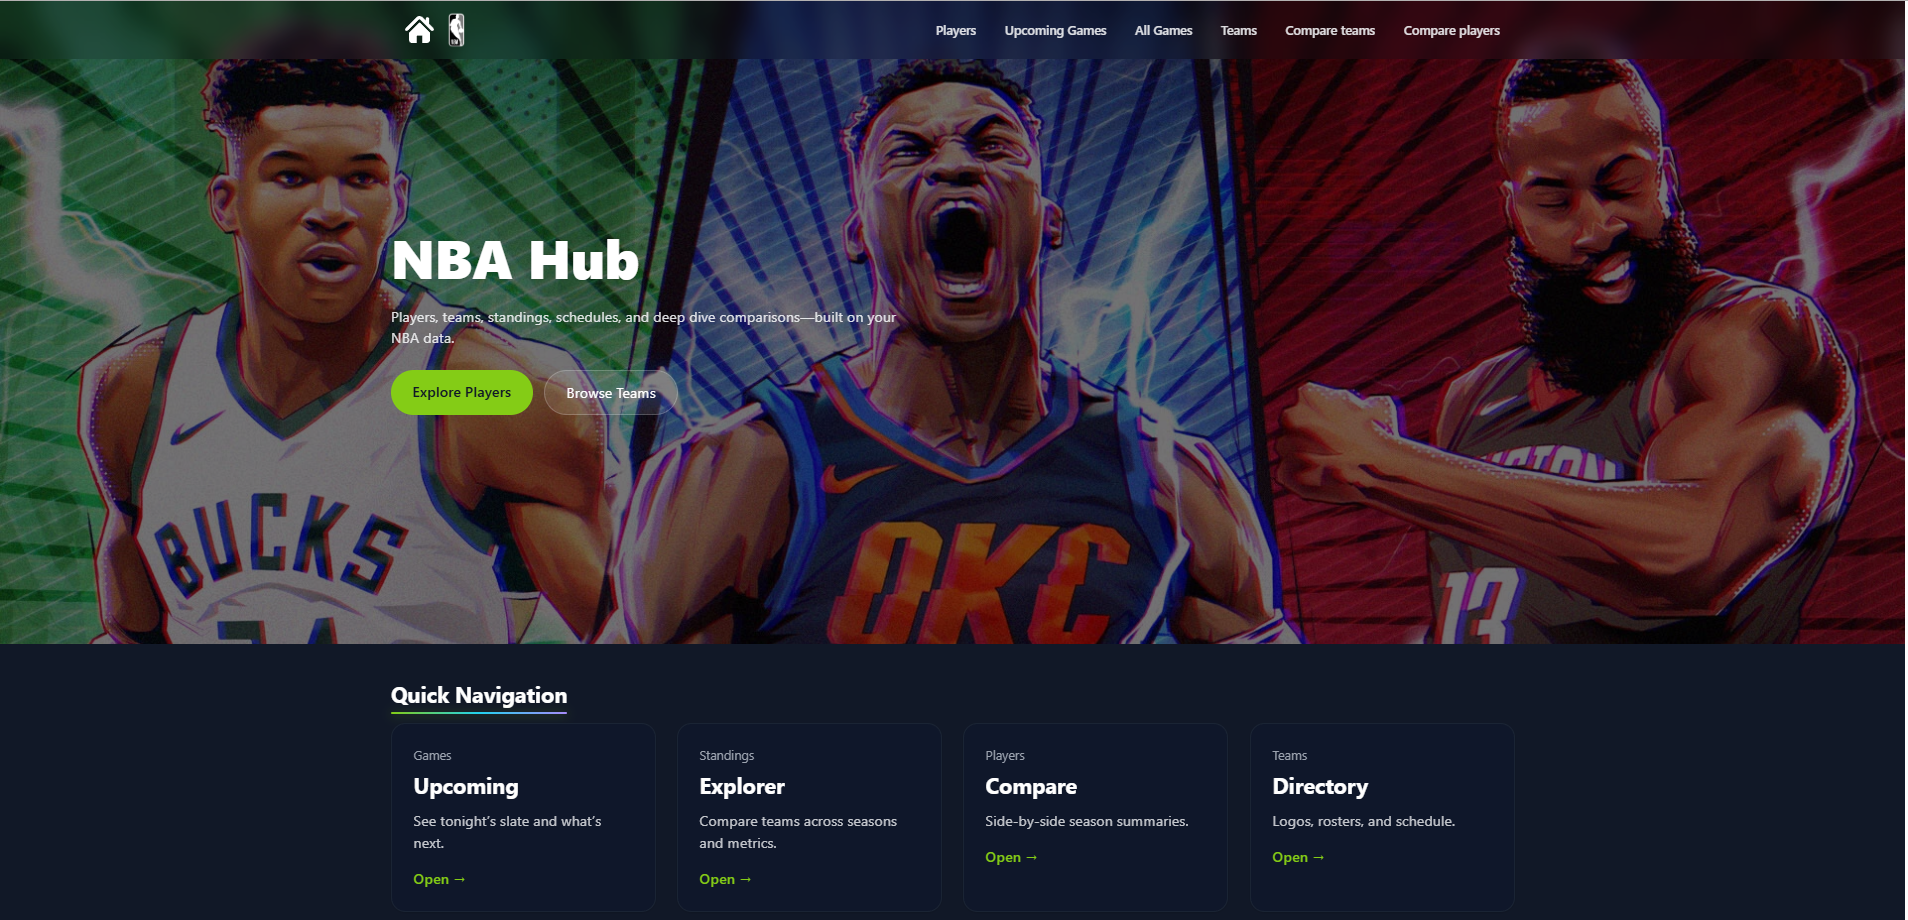 Players Upcoming Games All Games Teams Compare teams Compare players
NBA Hub
Players, teams, standings, schedules, and deep dive comparisons—built on your
NBA data.
Explore Players Browse Teams
BUCKS
OKC
13
Quick Navigation
Games
Upcoming
See tonight’s slate and what’s
next.
Open →
Standings
Explorer
Compare teams across seasons
and metrics.
Open →
Players
Compare
Side-by-side season summaries.
Open →
Teams
Directory
Logos, rosters, and schedule.
Open →